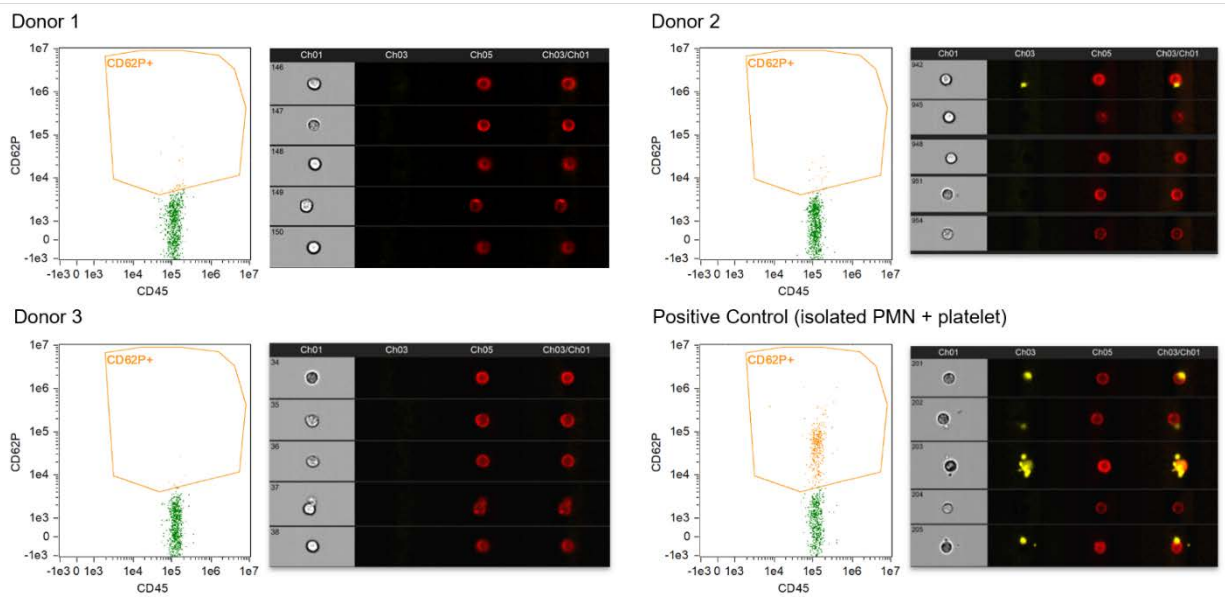 Donor 1
1e7
CD62P+
1e6
1e5
1e4
1e3
0
-1e3
CD62P
-1e3 0 1e3 1e4 1e5 1e6 1e7
CD45
Ch01 Ch03 Ch05 Ch03/Ch01
146
147
148
149
150
Donor 2
1e7
CD62P+
1e6
1e5
1e4
1e3
0
-1e3
CD62P
-1e3 0 1e3 1e4 1e5 1e6 1e7
CD45
Ch01 Ch03 Ch05 Ch03/Ch01
942
945
948
951
954
Donor 3
1e7
CD62P+
1e6
1e5
1e4
1e3
0
-1e3
CD62P
-1e3 0 1e3 1e4 1e5 1e6 1e7
CD45
Ch01 Ch03 Ch05 Ch03/Ch01
34
35
36
37
38
Positive Control (isolated PMN + platelet)
1e7
CD62P+
1e6
1e5
1e4
1e3
0
-1e3
CD62P
-1e3 0 1e3 1e4 1e5 1e6 1e7
CD45
Ch01 Ch03 Ch05 Ch03/Ch01
201
202
203
204
205